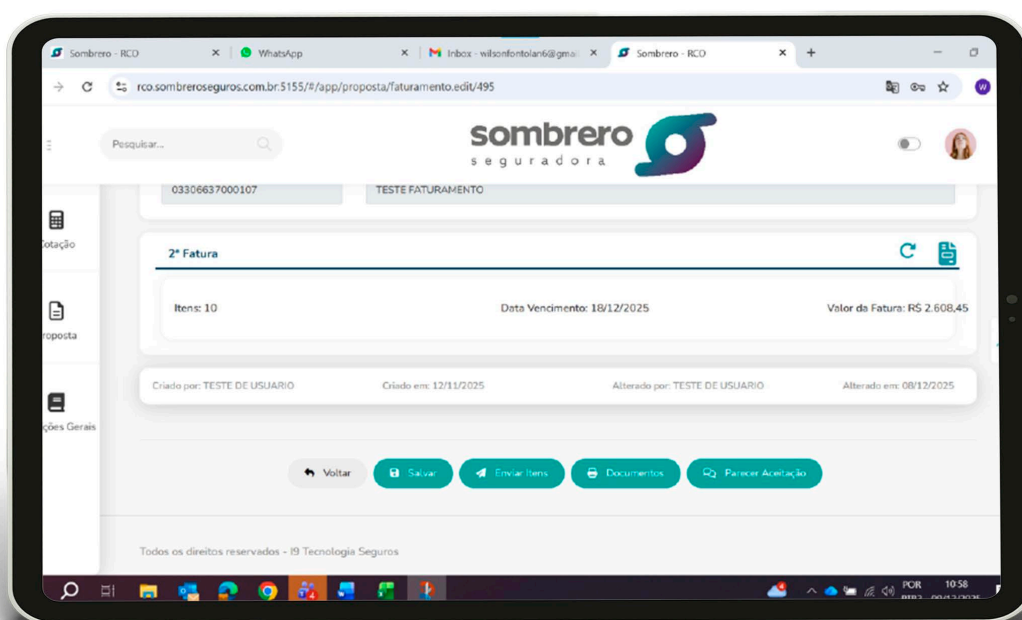 Sombrero - RCO
WhatsApp
Inbox - wilsonfontolan6@gmai
Sombrero - RCO
rco.sombreroseguros.com.br:5155/#/app/proposta/faturamento.edit/495
W
Pesquisar...
sombrero
seguradora
03306637000107
TESTE FATURAMENTO
otação
2ª Fatura
Itens: 10
Data Vencimento: 18/12/2025
Valor da Fatura: R$ 2.608,45
roposta
Criado por: TESTE DE USUARIO
Criado em: 12/11/2025
Alterado por: TESTE DE USUARIO
Alterado em: 08/12/2025
ções Gerais
Voltar
Salvar
Enviar Itens
Documentos
Parecer Aceitação
Todos os direitos reservados - I9 Tecnologia Seguros
POR
10:58